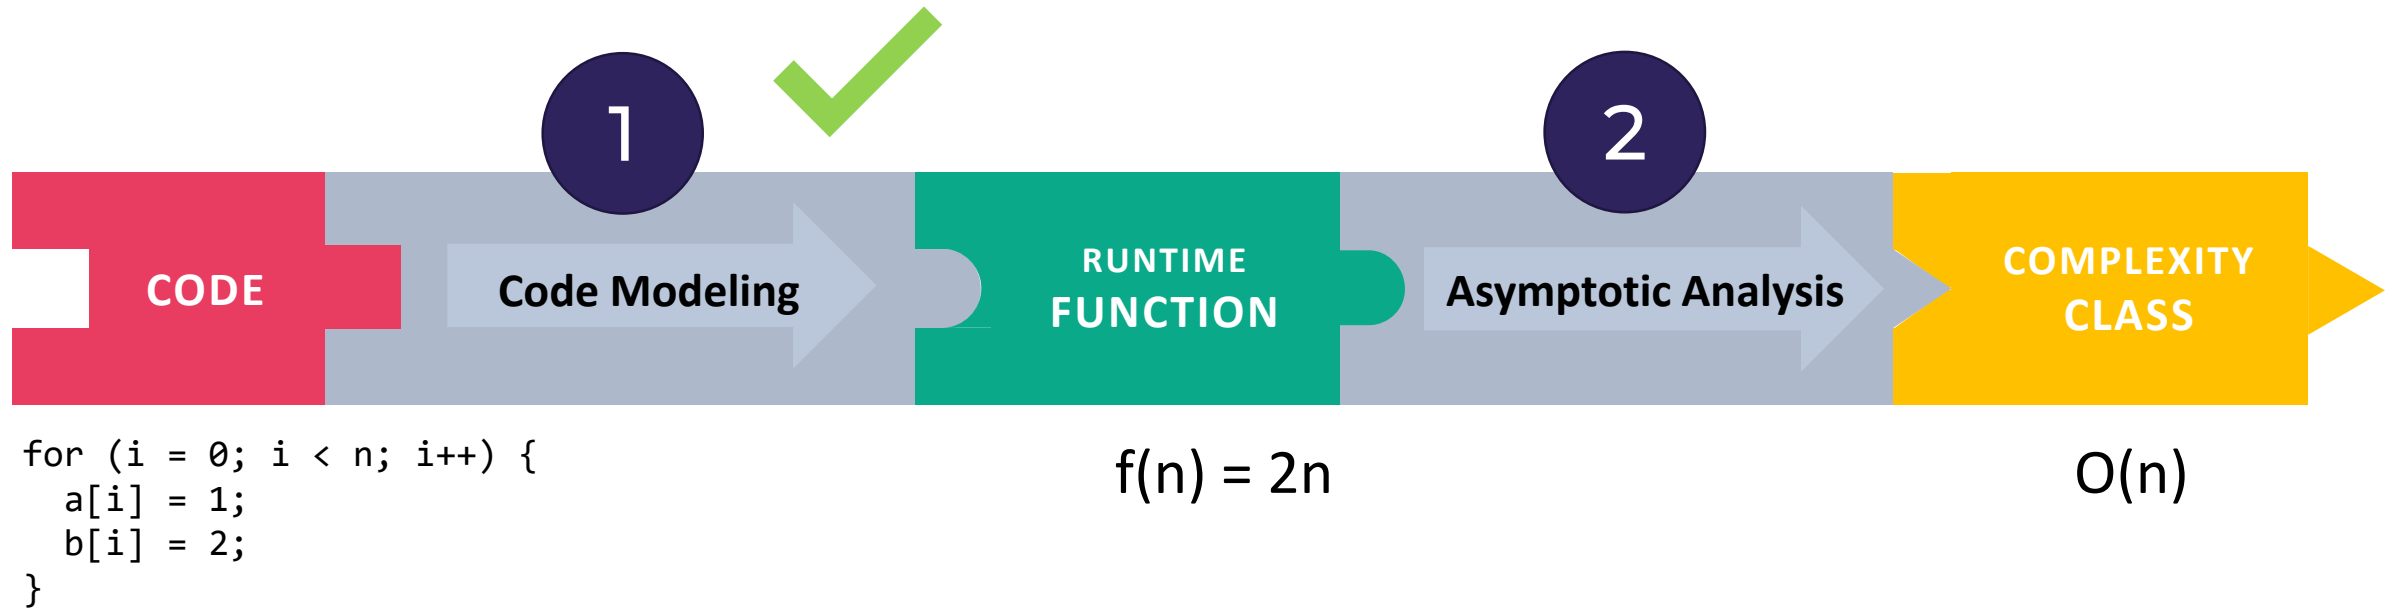 1
2
CODE
Code Modeling
RUNTIME
FUNCTION
Asymptotic Analysis
COMPLEXITY
CLASS
for (i = 0; i < n; i++) {
  a[i] = 1;
  b[i] = 2;
}
f(n) = 2n
O(n)